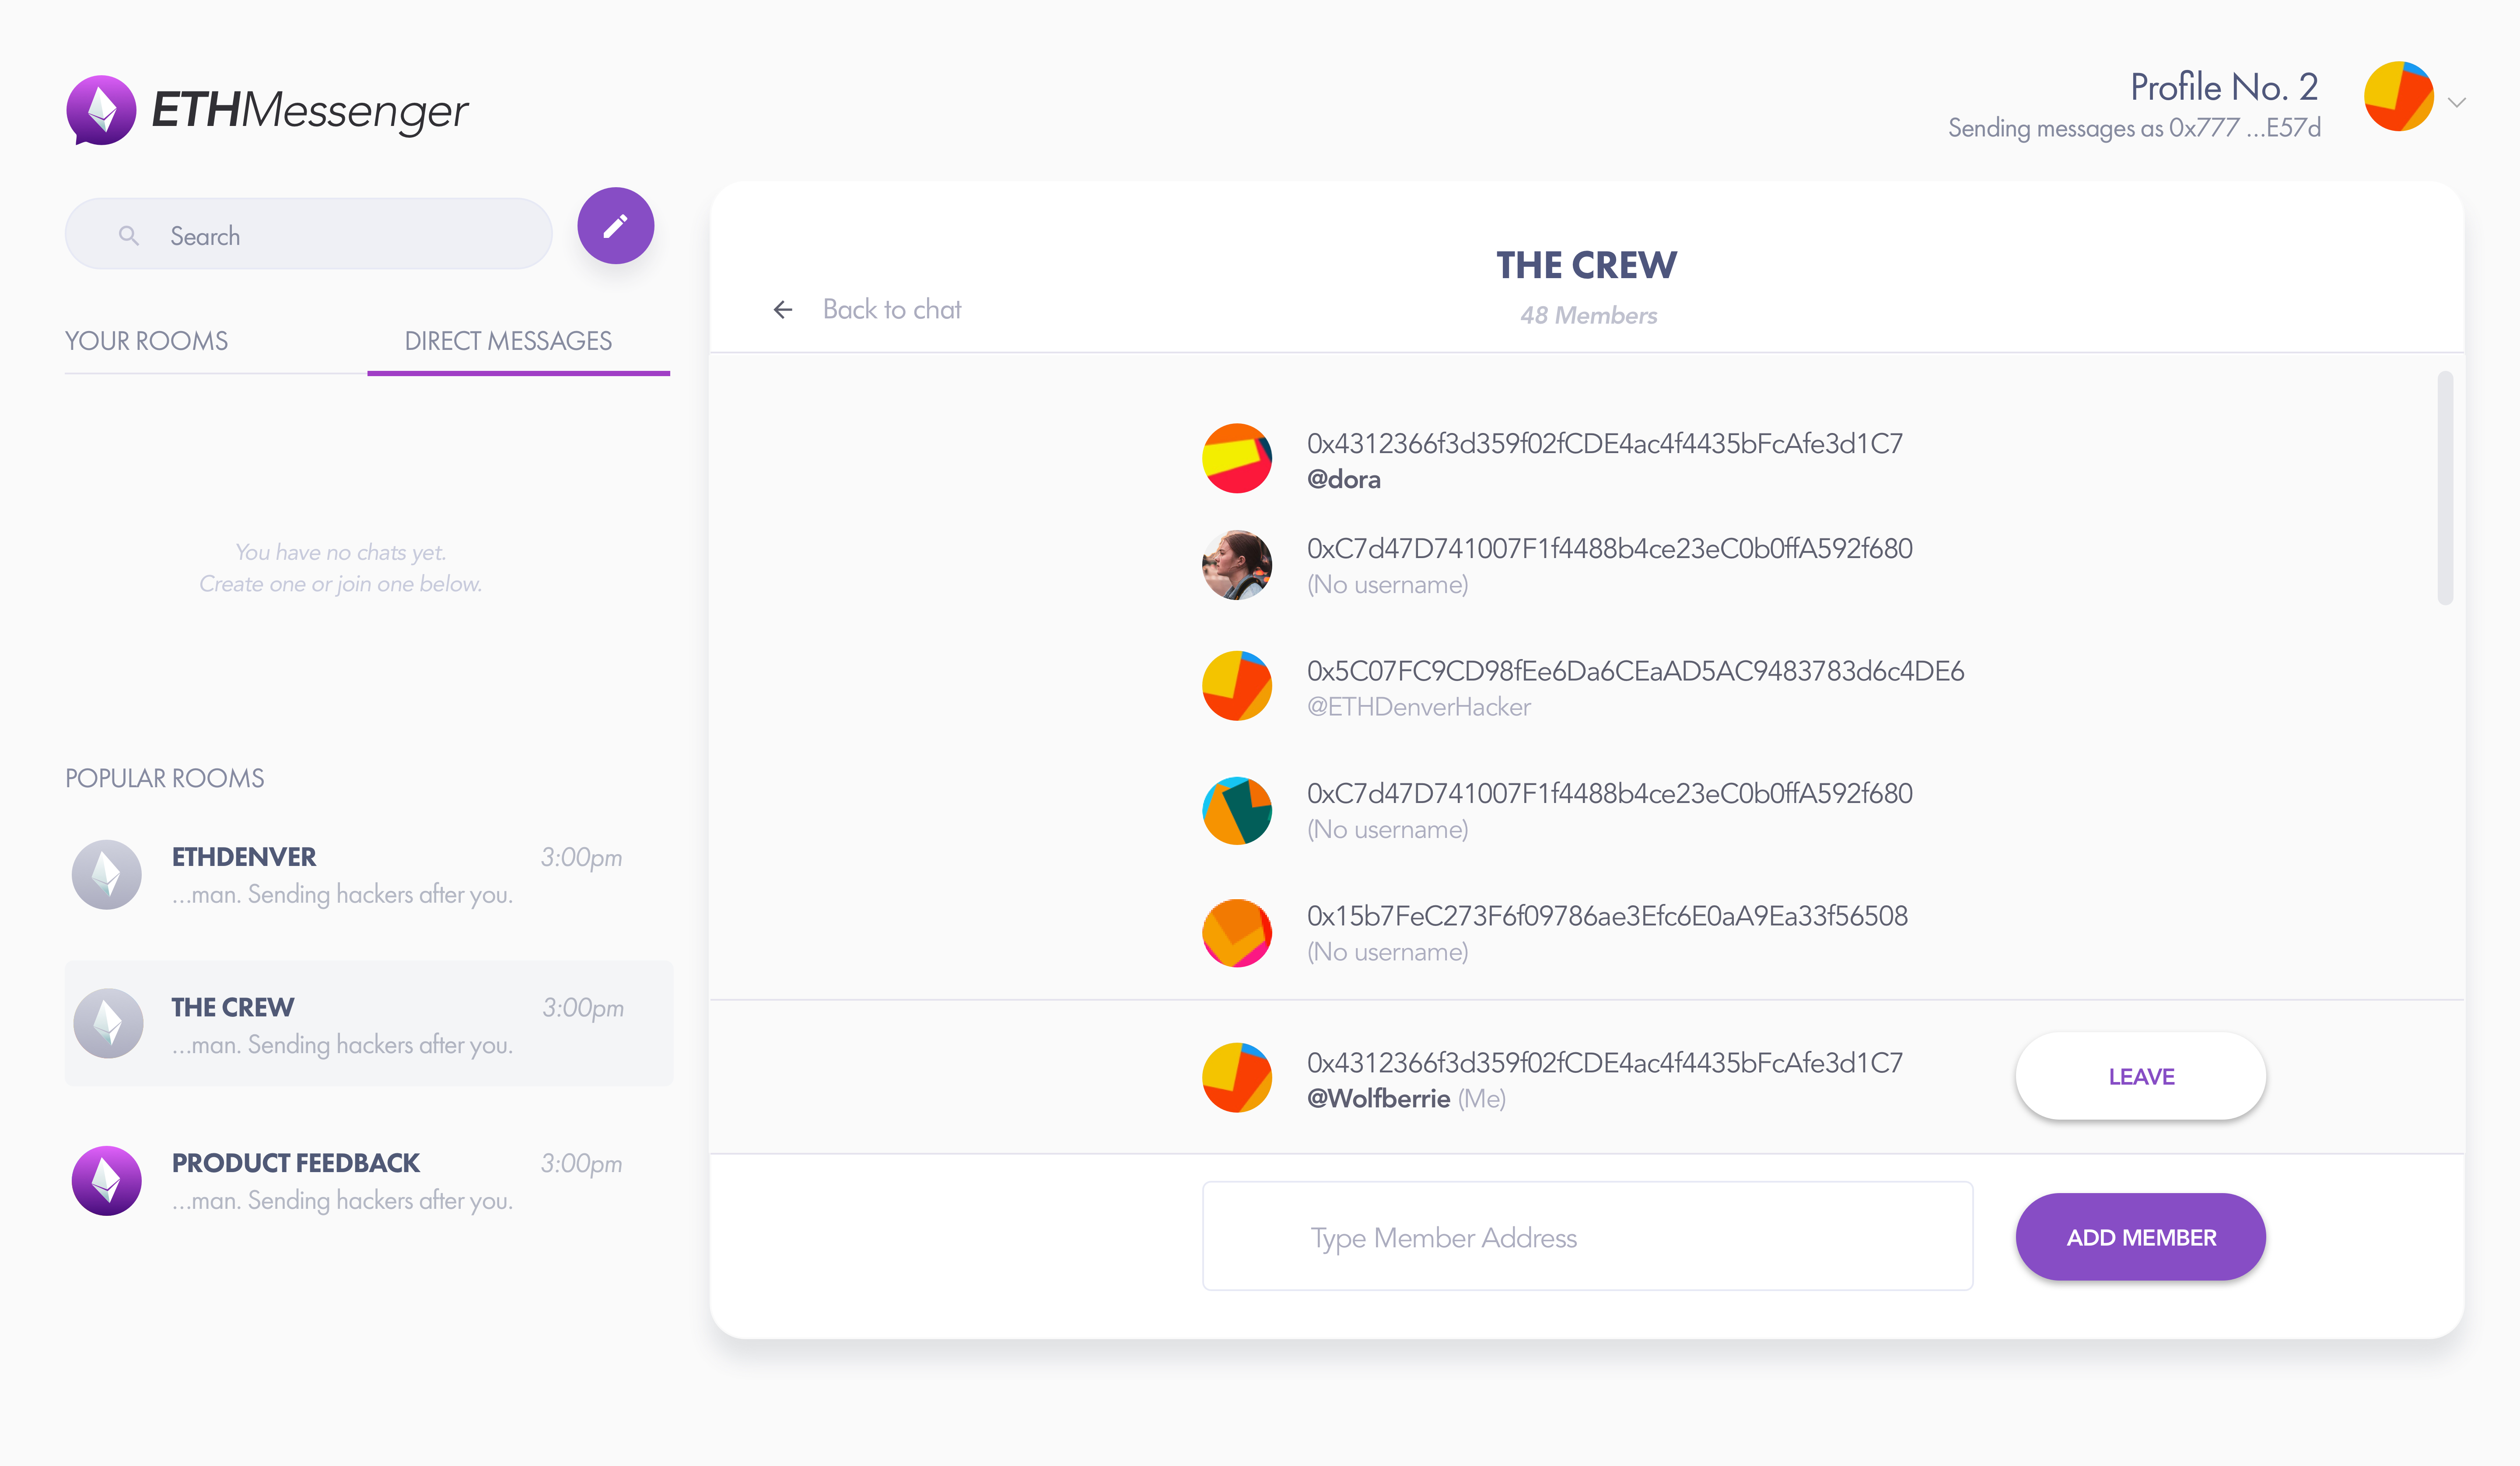 ETHMessenger
Profile No. 2
Sending messages as 0x777 ...E57d
Search
YOUR ROOMS
DIRECT MESSAGES
You have no chats yet.
Create one or join one below.
POPULAR ROOMS
ETHDENVER
3:00pm
...man. Sending hackers after you.
THE CREW
3:00pm
...man. Sending hackers after you.
PRODUCT FEEDBACK
3:00pm
...man. Sending hackers after you.
THE CREW
Back to chat
48 Members
0x4312366f3d359f02fCDE4ac4f4435bFcAfe3d1C7
@dora
0xC7d47D741007F1f4488b4ce23eC0b0ffA592f680
(No username)
0x5C07FC9CD98fEe6Da6CEaAD5AC9483783d6c4DE6
@ETHDenverHacker
0xC7d47D741007F1f4488b4ce23eC0b0ffA592f680
(No username)
0x15b7FeC273F6f09786ae3Efc6E0aA9Ea33f56508
(No username)
0x4312366f3d359f02fCDE4ac4f4435bFcAfe3d1C7
@Wolfberrie (Me)
LEAVE
Type Member Address
ADD MEMBER